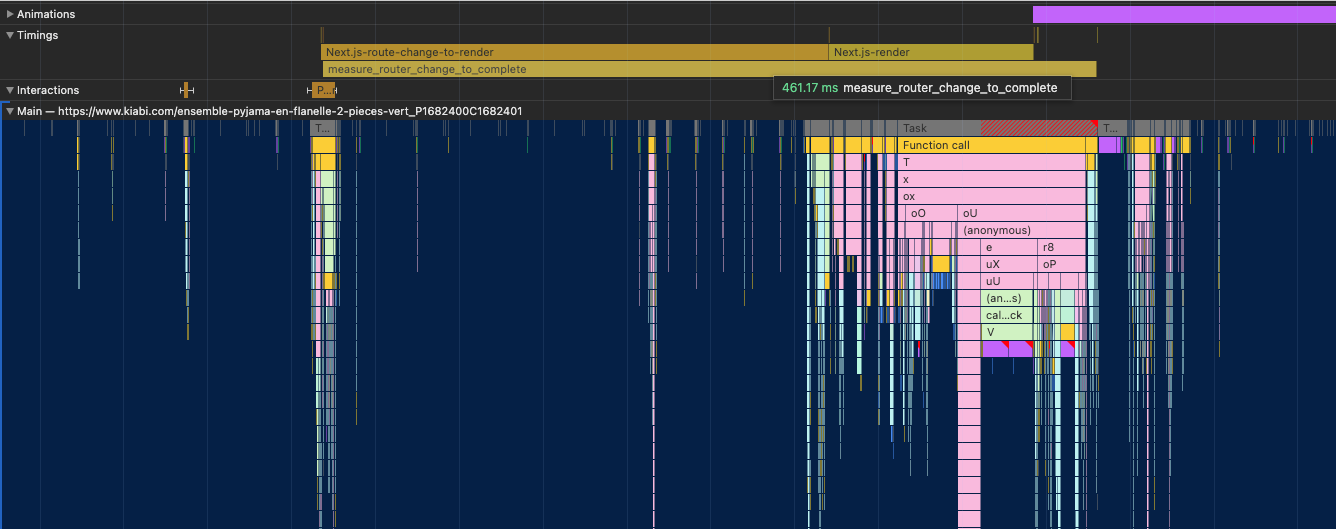 Animations
Timings
Next.js-route-change-to-render
Next.js-render
measure_router_change_to_complete
Interactions
P...r
461.17 ms measure_router_change_to_complete
Main — https://www.kiabi.com/ensemble-pyjama-en-flanelle-2-pieces-vert_P1682400C1682401
T...
Task
T...
Function call
T
x
ox
oO
oU
(anonymous)
e
r8
uX
oP
uU
(an...s)
cal...ck
V